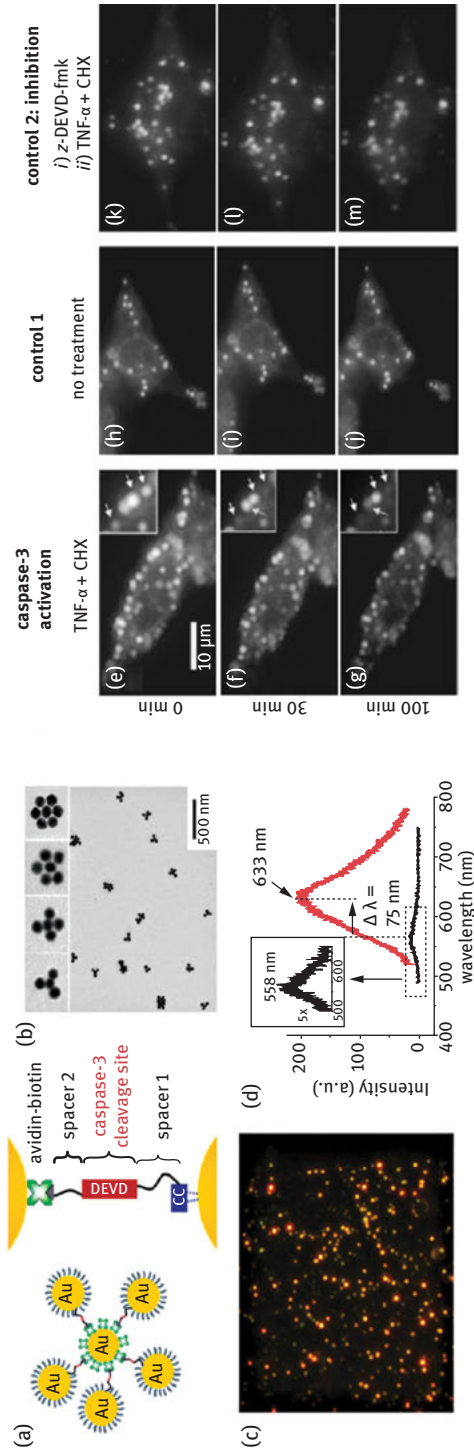 (a)
Au
Au
Au
Au
Au
Au
avidin-biotin
spacer 2
caspase-3
cleavage site
spacer 1
DEVD
CC
(b)
500 nm
(c)
(d)
Intensity (a.u.)
200
100
0
400
500
600
700
800
wavelength (nm)
558 nm
5x
500
600
633 nm
Δ λ =
75 nm
caspase-3
activation
TNF-α + CHX
control 1
no treatment
control 2: inhibition
i) z-DEVD-fmk
ii) TNF-α + CHX
0 min
30 min
100 min
(e)
10 µm
(f)
(g)
(h)
(i)
(j)
(k)
(l)
(m)